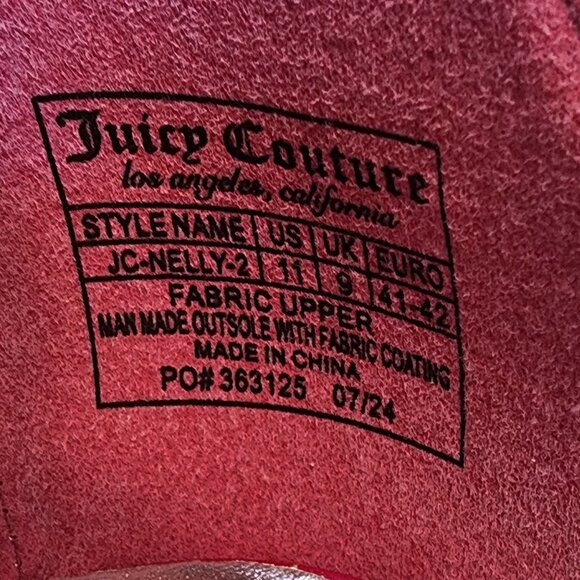 Juicy Couture
los angeles, california
STYLE NAME US UK EURO
JC-NELLY-2 11 9 41-42
FABRIC UPPER
MAN MADE OUTSOLE WITH FABRIC COATING
MADE IN CHINA
PO# 363125 07/24